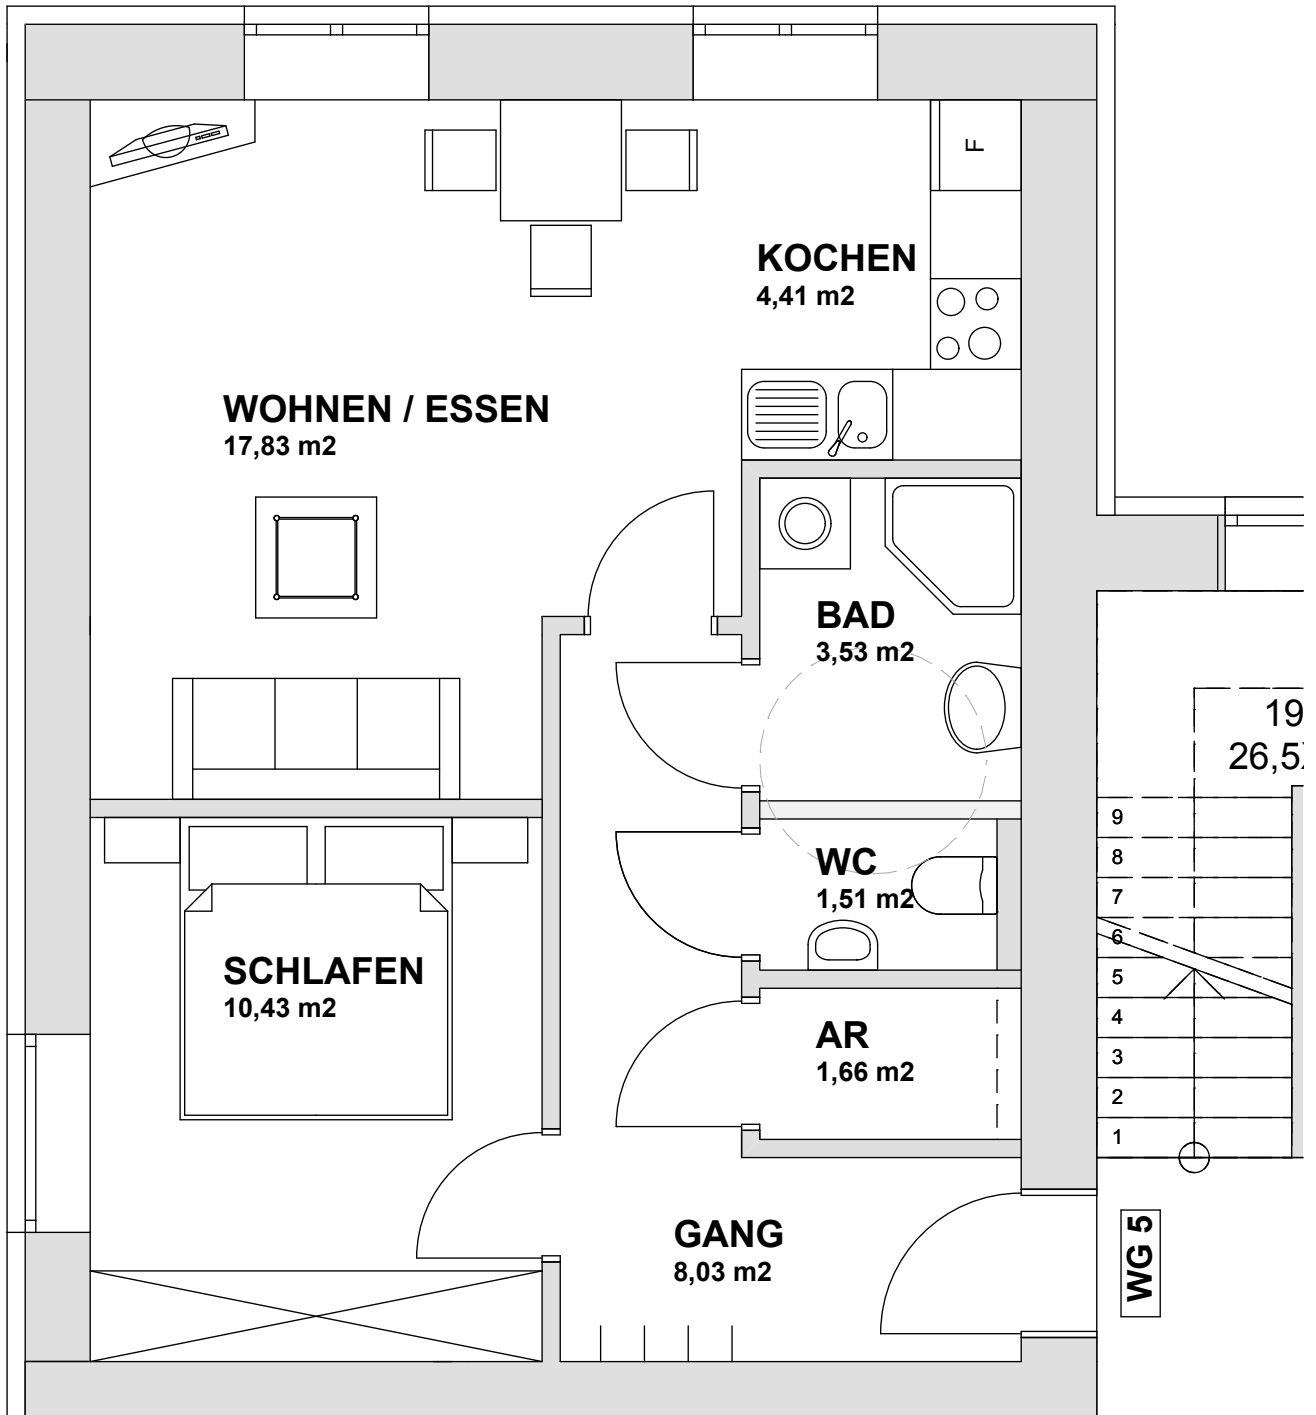 F
KOCHEN
4,41 m2
WOHNEN / ESSEN
17,83 m2
BAD
3,53 m2
19
26,5
9
8
7
6
5
4
3
2
1
WC
1,51 m2
SCHLAFEN
10,43 m2
AR
1,66 m2
GANG
8,03 m2
WG 5